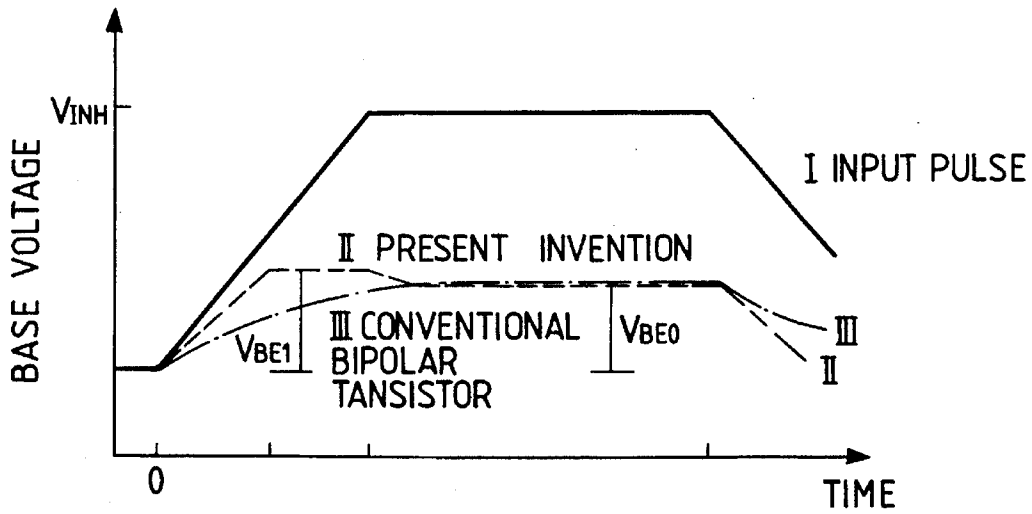 VINH
BASE VOLTAGE
I INPUT PULSE
II PRESENT INVENTION
VBE1
III CONVENTIONAL
BIPOLAR
TANSISTOR
VBE0
III
II
0
TIME